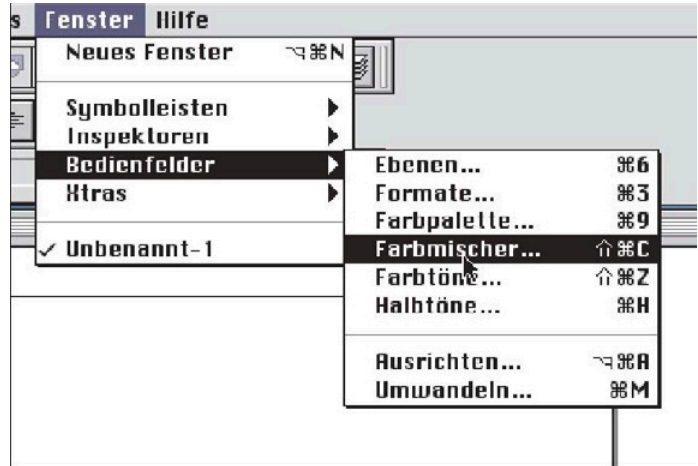 s Fenster Hilfe
Neues Fenster ⌥⌘N
Symbolleisten
Inspektoren
Bedienfelder
Xtras
✓ Unbenannt-1
Ebenen... ⌘6
Formate... ⌘3
Farbpalette... ⌘9
Farbmischer... ⇧⌘C
Farbtöne... ⇧⌘Z
Halbtöne... ⌘H
Ausrichten... ⌥⌘A
Umwandeln... ⌘M